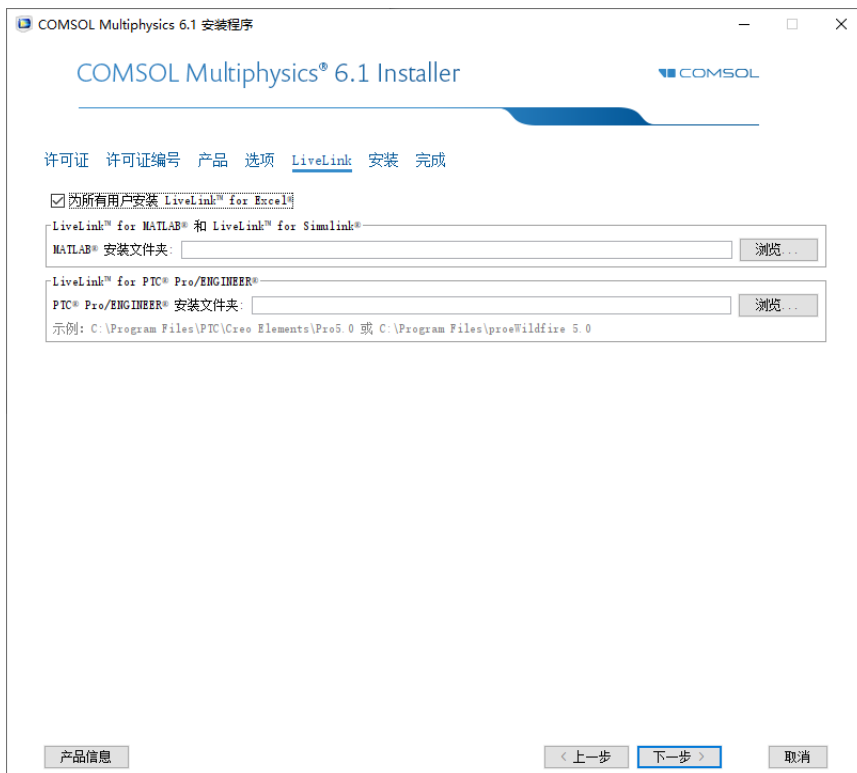 COMSOL Multiphysics 6.1 安装程序
COMSOL Multiphysics® 6.1 Installer
COMSOL
许可证 许可证编号 产品 选项 LiveLink 安装 完成
为所有用户安装 LiveLink™ for Excel®
LiveLink™ for MATLAB® 和 LiveLink™ for Simulink®
MATLAB® 安装文件夹: 浏览...
LiveLink™ for PTC® Pro/ENGINEER®
PTC® Pro/ENGINEER® 安装文件夹: 浏览...
示例: C:\Program Files\PTC\Creo Elements\Pro5.0 或 C:\Program Files\proeWildfire 5.0
产品信息 < 上一步 下一步 > 取消